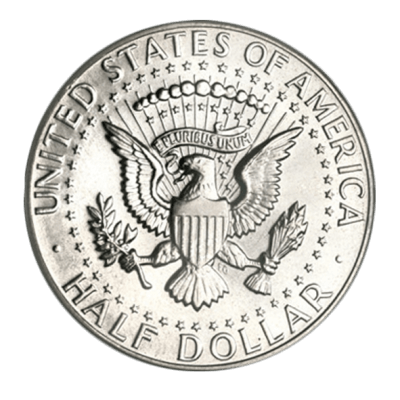 UNITED STATES OF AMERICA
E PLURIBUS UNUM
HALF DOLLAR